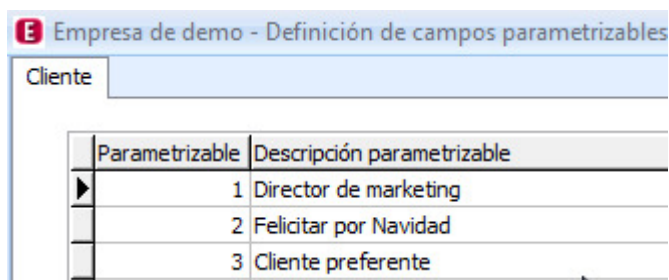 E Empresa de demo - Definición de campos parametrizables
Cliente
Parametrizable Descripción parametrizable
1 Director de marketing
2 Felicitar por Navidad
3 Cliente preferente